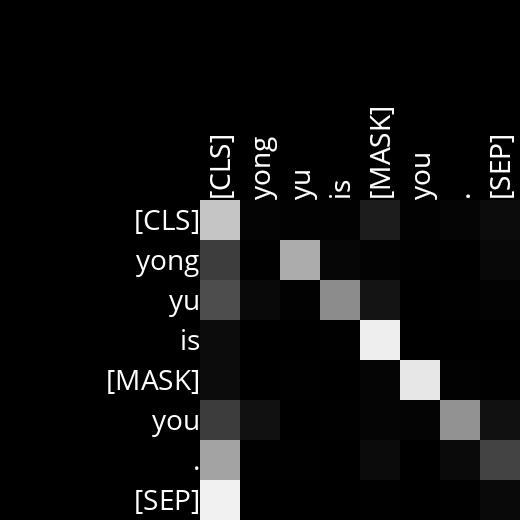 [CLS] yong yu is [MASK] you . [SEP]
[CLS]
yong
yu
is
[MASK]
you
.
[SEP]